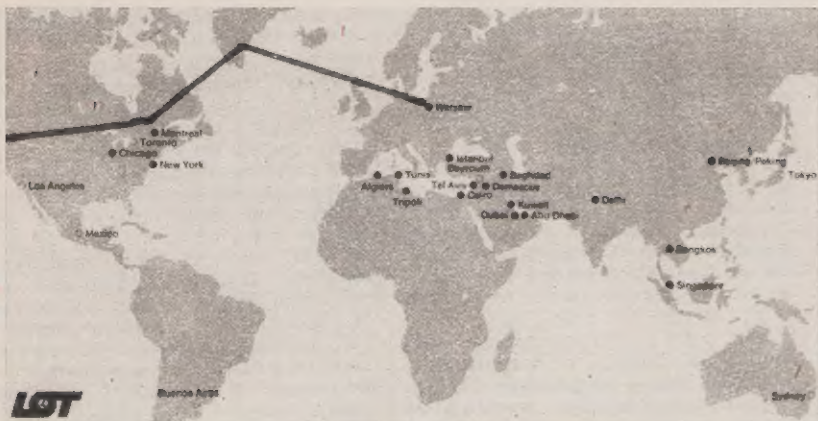 Warsaw
Montreal
Toronto
Chicago
New York
Los Angeles
Mexico
Istanbul
Beyrouth
Baghdad
Algiers
Tunis
Tripoli
Tel Aviv
Damascus
Cairo
Kuwait
Dubai
Abu Dhabi
Delhi
Beijing/Peking
Tokyo
Bangkok
Singapore
Buenos Aires
Sydney
LOT